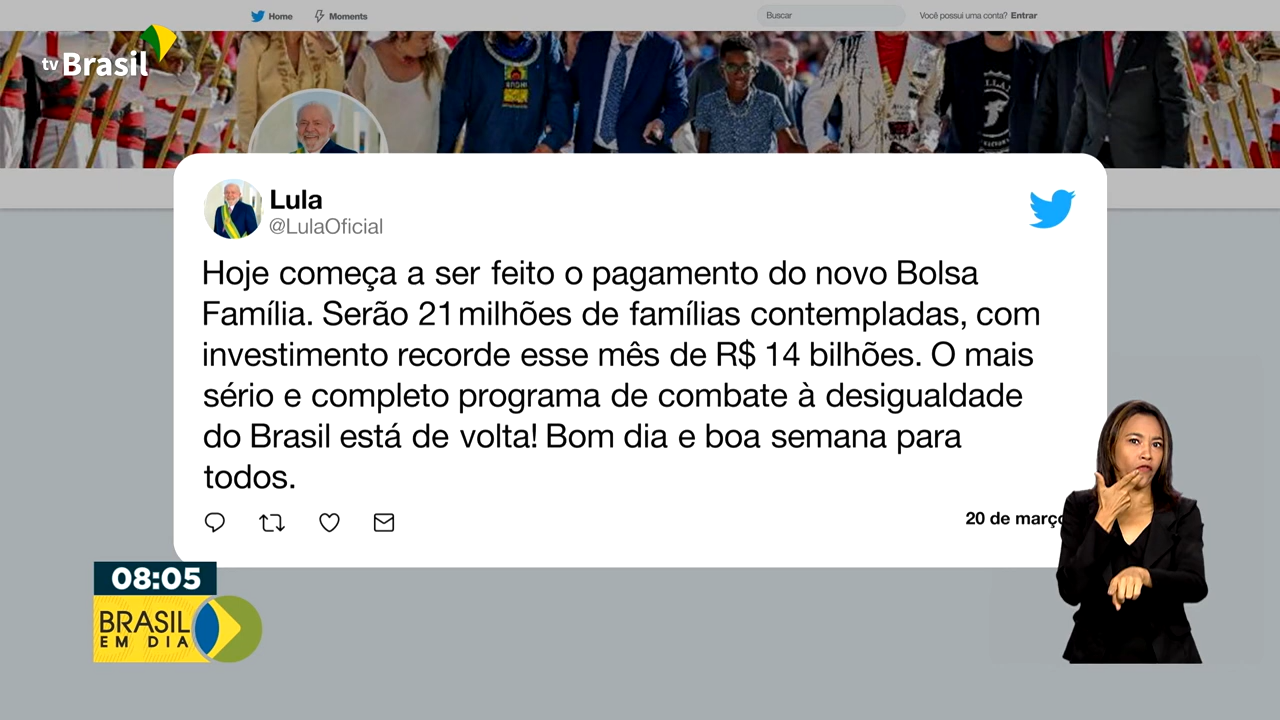 Home
Moments
Buscar
Você possui uma conta? Entrar
tv Brasil
Lula
@LulaOficial
Hoje começa a ser feito o pagamento do novo Bolsa
Família. Serão 21 milhões de famílias contempladas, com
investimento recorde esse mês de R$ 14 bilhões. O mais
sério e completo programa de combate à desigualdade
do Brasil está de volta! Bom dia e boa semana para
todos.
20 de março
08:05
BRASIL
EM DIA